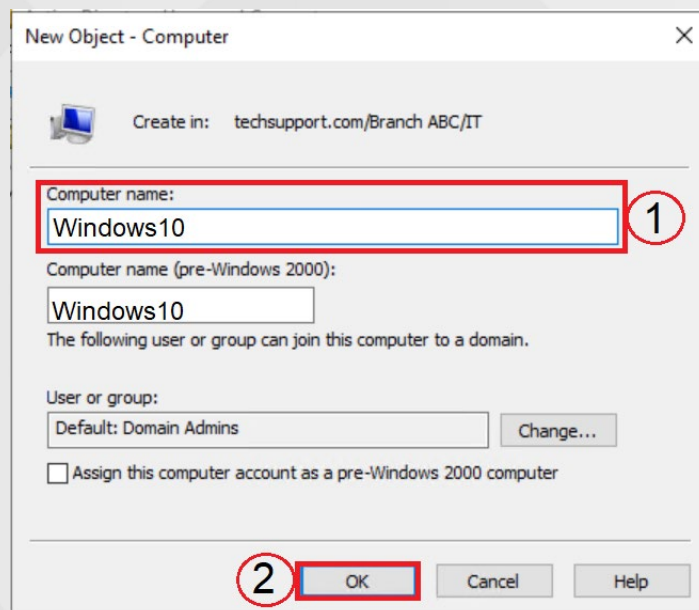 New Object - Computer
Create in: techsupport.com/Branch ABC/IT
Computer name:
Windows10
1
Computer name (pre-Windows 2000):
Windows10
The following user or group can join this computer to a domain.
User or group:
Default: Domain Admins
Change...
Assign this computer account as a pre-Windows 2000 computer
2
OK
Cancel
Help